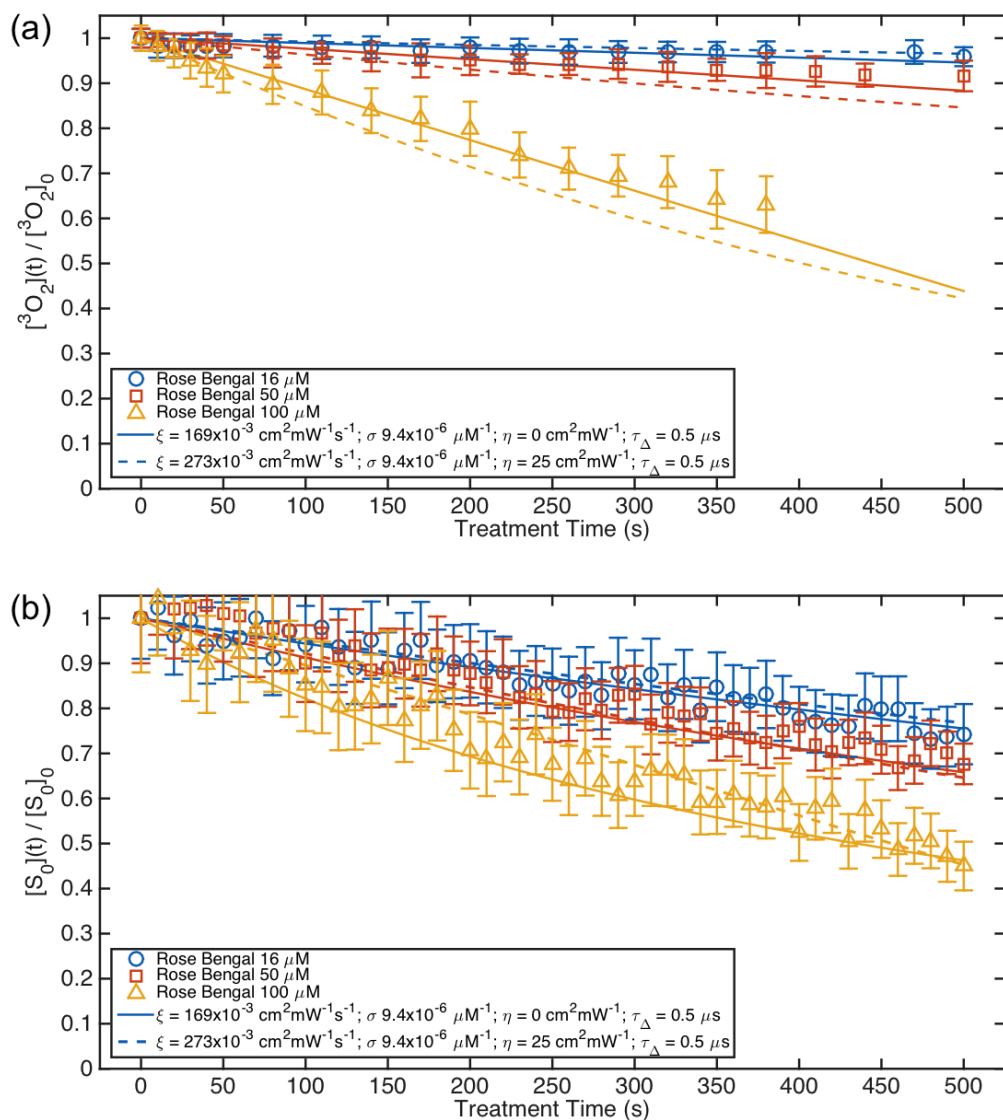 (a)
1
0.9
0.8
0.7
0.6
0.5
0.4
0.3
0.2
0.1
0
[³O₂](t) / [³O₂]₀
Rose Bengal 16 μM
Rose Bengal 50 μM
Rose Bengal 100 μM
ξ = 169x10⁻³ cm²mW⁻¹s⁻¹; σ 9.4x10⁻⁶ μM⁻¹; η = 0 cm²mW⁻¹; τ_Δ = 0.5 μs
ξ = 273x10⁻³ cm²mW⁻¹s⁻¹; σ 9.4x10⁻⁶ μM⁻¹; η = 25 cm²mW⁻¹; τ_Δ = 0.5 μs
0 50 100 150 200 250 300 350 400 450 500
Treatment Time (s)
(b)
1
0.9
0.8
0.7
0.6
0.5
0.4
0.3
0.2
0.1
0
[S₀](t) / [S₀]₀
Rose Bengal 16 μM
Rose Bengal 50 μM
Rose Bengal 100 μM
ξ = 169x10⁻³ cm²mW⁻¹s⁻¹; σ 9.4x10⁻⁶ μM⁻¹; η = 0 cm²mW⁻¹; τ_Δ = 0.5 μs
ξ = 273x10⁻³ cm²mW⁻¹s⁻¹; σ 9.4x10⁻⁶ μM⁻¹; η = 25 cm²mW⁻¹; τ_Δ = 0.5 μs
0 50 100 150 200 250 300 350 400 450 500
Treatment Time (s)